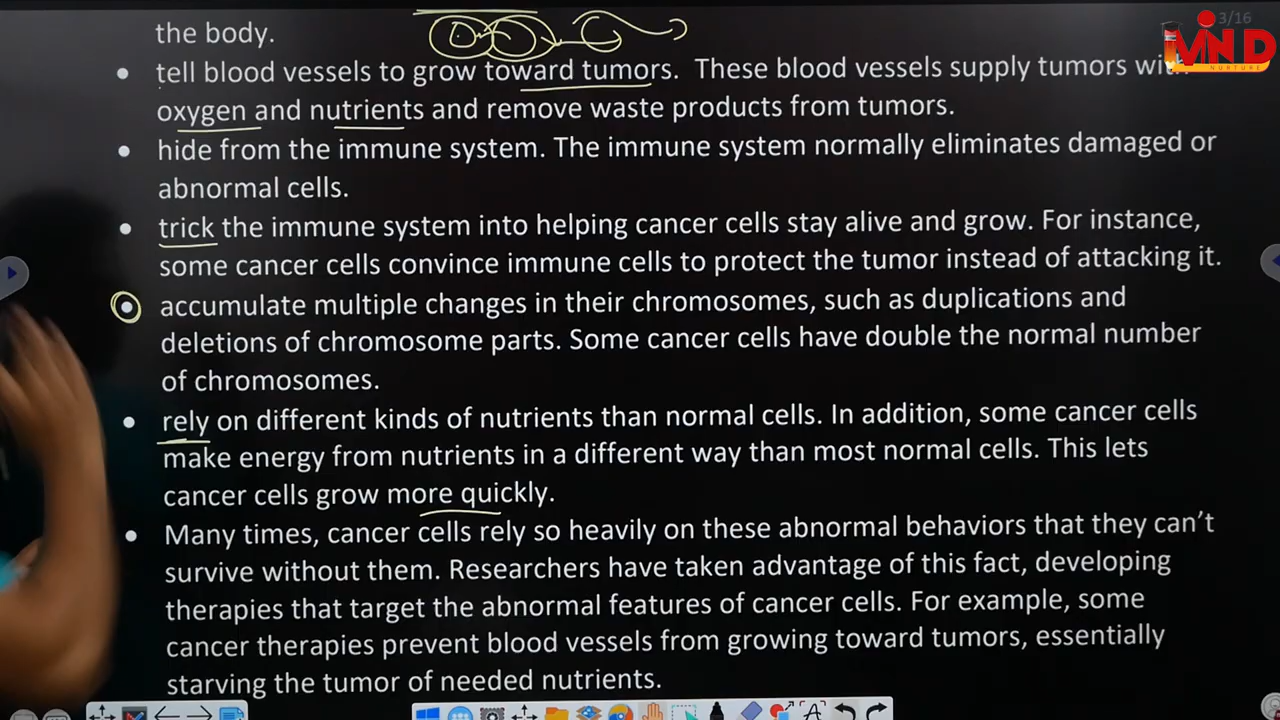 3/16
MIND
NURTURE
the body.
• tell blood vessels to grow toward tumors. These blood vessels supply tumors with
oxygen and nutrients and remove waste products from tumors.
• hide from the immune system. The immune system normally eliminates damaged or
abnormal cells.
• trick the immune system into helping cancer cells stay alive and grow. For instance,
some cancer cells convince immune cells to protect the tumor instead of attacking it.
• accumulate multiple changes in their chromosomes, such as duplications and
deletions of chromosome parts. Some cancer cells have double the normal number
of chromosomes.
• rely on different kinds of nutrients than normal cells. In addition, some cancer cells
make energy from nutrients in a different way than most normal cells. This lets
cancer cells grow more quickly.
• Many times, cancer cells rely so heavily on these abnormal behaviors that they can’t
survive without them. Researchers have taken advantage of this fact, developing
therapies that target the abnormal features of cancer cells. For example, some
cancer therapies prevent blood vessels from growing toward tumors, essentially
starving the tumor of needed nutrients.